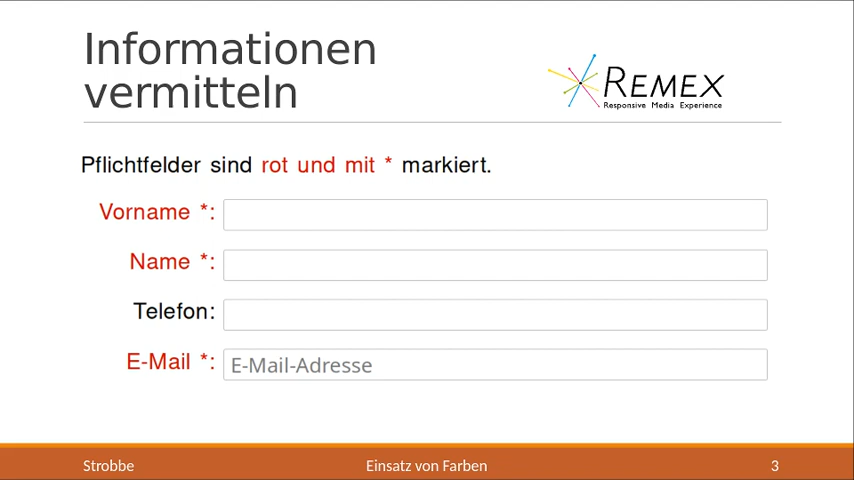 Informationen
vermitteln
REMEX
Responsive Media Experience
Pflichtfelder sind rot und mit * markiert.
Vorname *:
Name *:
Telefon:
E-Mail *: E-Mail-Adresse
Strobbe Einsatz von Farben 3